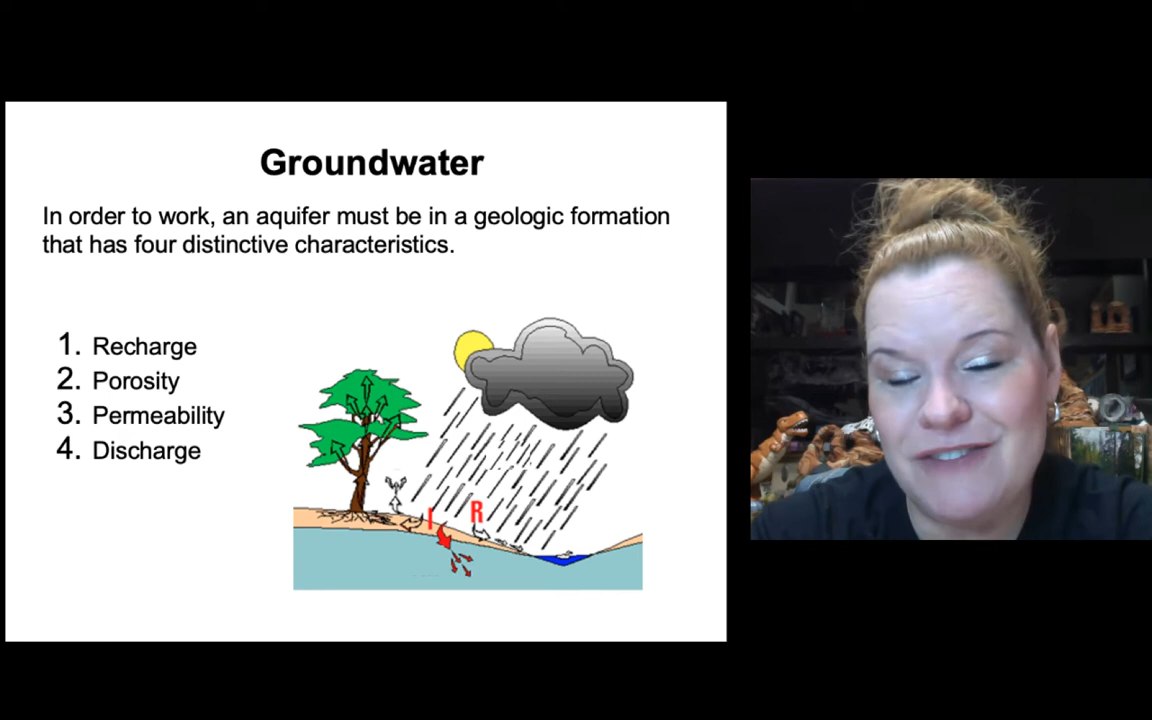 Groundwater
In order to work, an aquifer must be in a geologic formation
that has four distinctive characteristics.
1. Recharge
2. Porosity
3. Permeability
4. Discharge
I
R